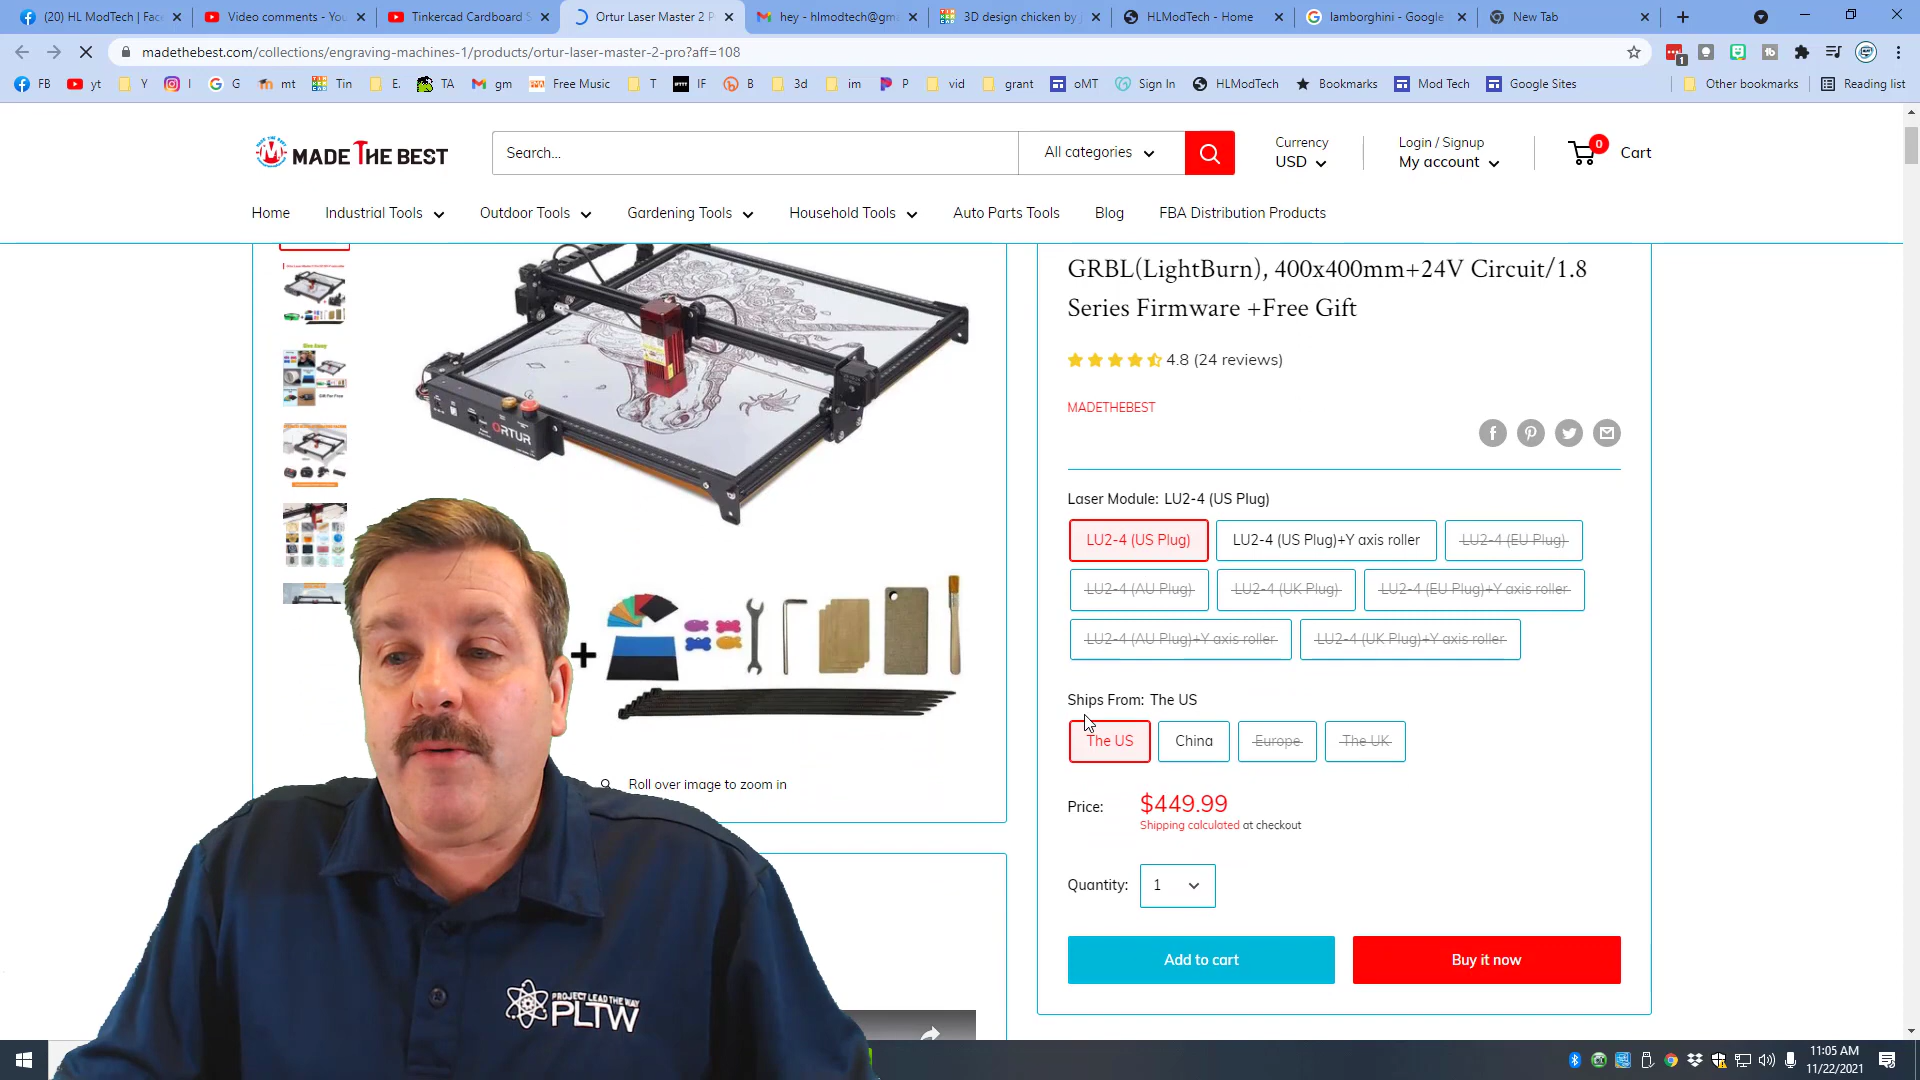 (20) HL ModTech | Fac
Video comments - You
Tinkercad Cardboard S
Ortur Laser Master 2 P
hey - hlmodtech@gm
3D design chicken by
HLModTech - Home
lamborghini - Google
New Tab
madethebest.com/collections/engraving-machines-1/products/ortur-laser-master-2-pro?aff=108
1
FB yt Y I G mt Tin E. TA gm Free Music T IF B 3d im P vid grant oMT Sign In HLModTech Bookmarks Mod Tech Google Sites Other bookmarks Reading list
MADE THE BEST
Search...
All categories
Currency
USD
Login / Signup
My account
0
Cart
Home Industrial Tools Outdoor Tools Gardening Tools Household Tools Auto Parts Tools Blog FBA Distribution Products
GRBL(LightBurn), 400x400mm+24V Circuit/1.8
Series Firmware +Free Gift
4.8 (24 reviews)
MADETHEBEST
Laser Module: LU2-4 (US Plug)
LU2-4 (US Plug) LU2-4 (US Plug)+Y axis roller LU2-4 (EU Plug)
LU2-4 (AU Plug) LU2-4 (UK Plug) LU2-4 (EU Plug)+Y axis roller
LU2-4 (AU Plug)+Y axis roller LU2-4 (UK Plug)+Y axis roller
Ships From: The US
The US China Europe The UK
Price: $449.99
Shipping calculated at checkout
Quantity: 1
Add to cart Buy it now
ORTUR
+
Roll over image to zoom in
PROJECT LEAD THE WAY
PLTW
11:05 AM
11/22/2021